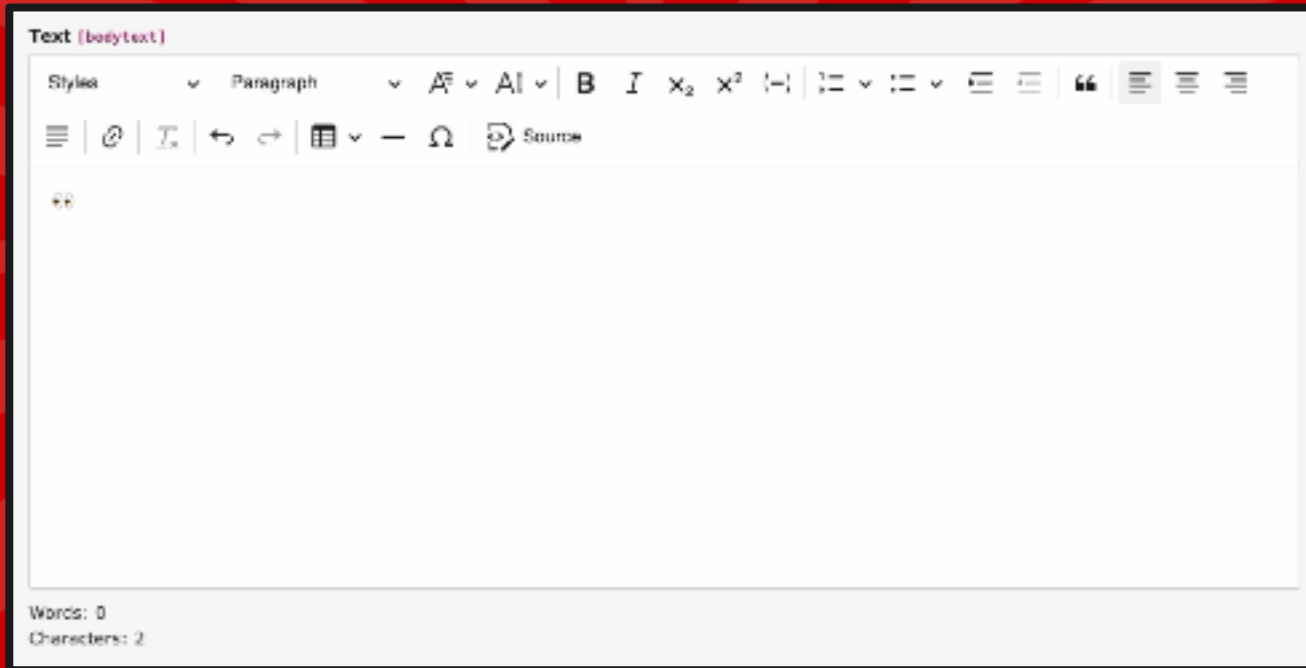 Text [bodytext]
Styles Paragraph
Source
👀
Words: 0
Characters: 2